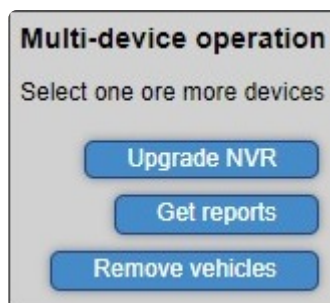 Multi-device operation
Select one ore more devices
Upgrade NVR
Get reports
Remove vehicles